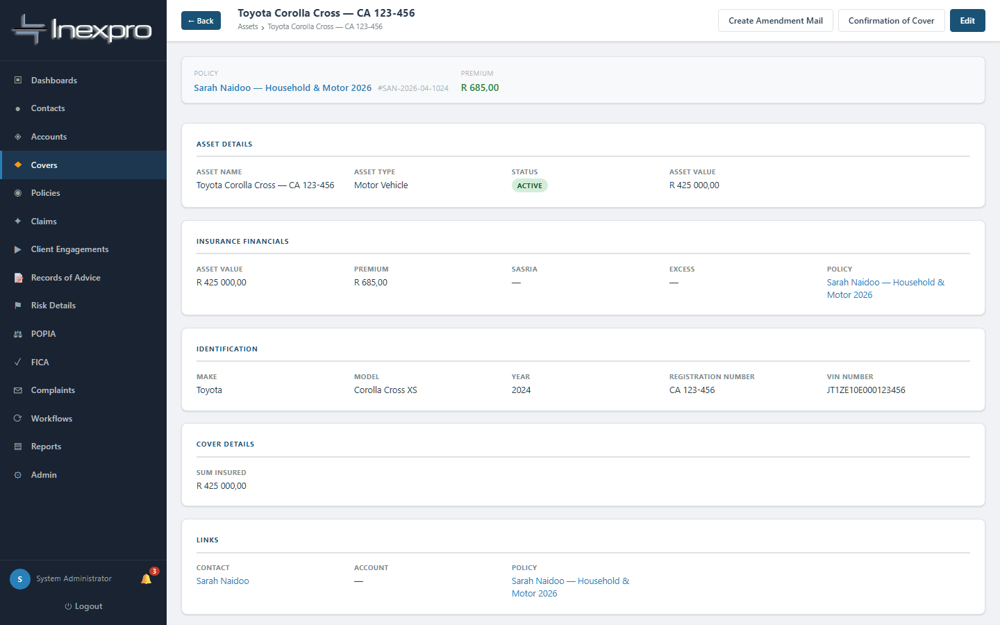 Inexpro
Dashboards
Contacts
Accounts
Covers
Policies
Claims
Client Engagements
Records of Advice
Risk Details
POPIA
FICA
Complaints
Workflows
Reports
Admin
S
System Administrator
3
Logout
← Back
Toyota Corolla Cross — CA 123-456
Assets › Toyota Corolla Cross — CA 123-456
Create Amendment Mail
Confirmation of Cover
Edit
POLICY
Sarah Naidoo — Household & Motor 2026 #SAN-2026-04-1024
PREMIUM
R 685,00
ASSET DETAILS
ASSET NAME
Toyota Corolla Cross — CA 123-456
ASSET TYPE
Motor Vehicle
STATUS
ACTIVE
ASSET VALUE
R 425 000,00
INSURANCE FINANCIALS
ASSET VALUE
R 425 000,00
PREMIUM
R 685,00
SASRIA
—
EXCESS
—
POLICY
Sarah Naidoo — Household &
Motor 2026
IDENTIFICATION
MAKE
Toyota
MODEL
Corolla Cross XS
YEAR
2024
REGISTRATION NUMBER
CA 123-456
VIN NUMBER
JT1ZE10E000123456
COVER DETAILS
SUM INSURED
R 425 000,00
LINKS
CONTACT
Sarah Naidoo
ACCOUNT
—
POLICY
Sarah Naidoo — Household &
Motor 2026